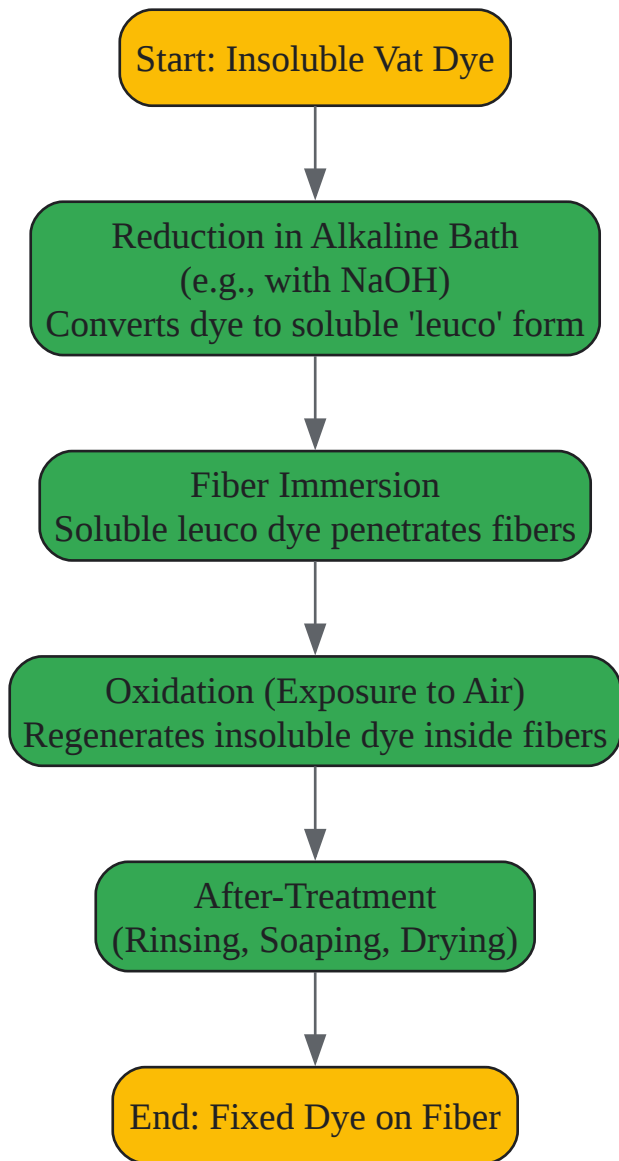 Start: Insoluble Vat Dye
Reduction in Alkaline Bath
(e.g., with NaOH)
Converts dye to soluble 'leuco' form
Fiber Immersion
Soluble leuco dye penetrates fibers
Oxidation (Exposure to Air)
Regenerates insoluble dye inside fibers
After-Treatment
(Rinsing, Soaping, Drying)
End: Fixed Dye on Fiber